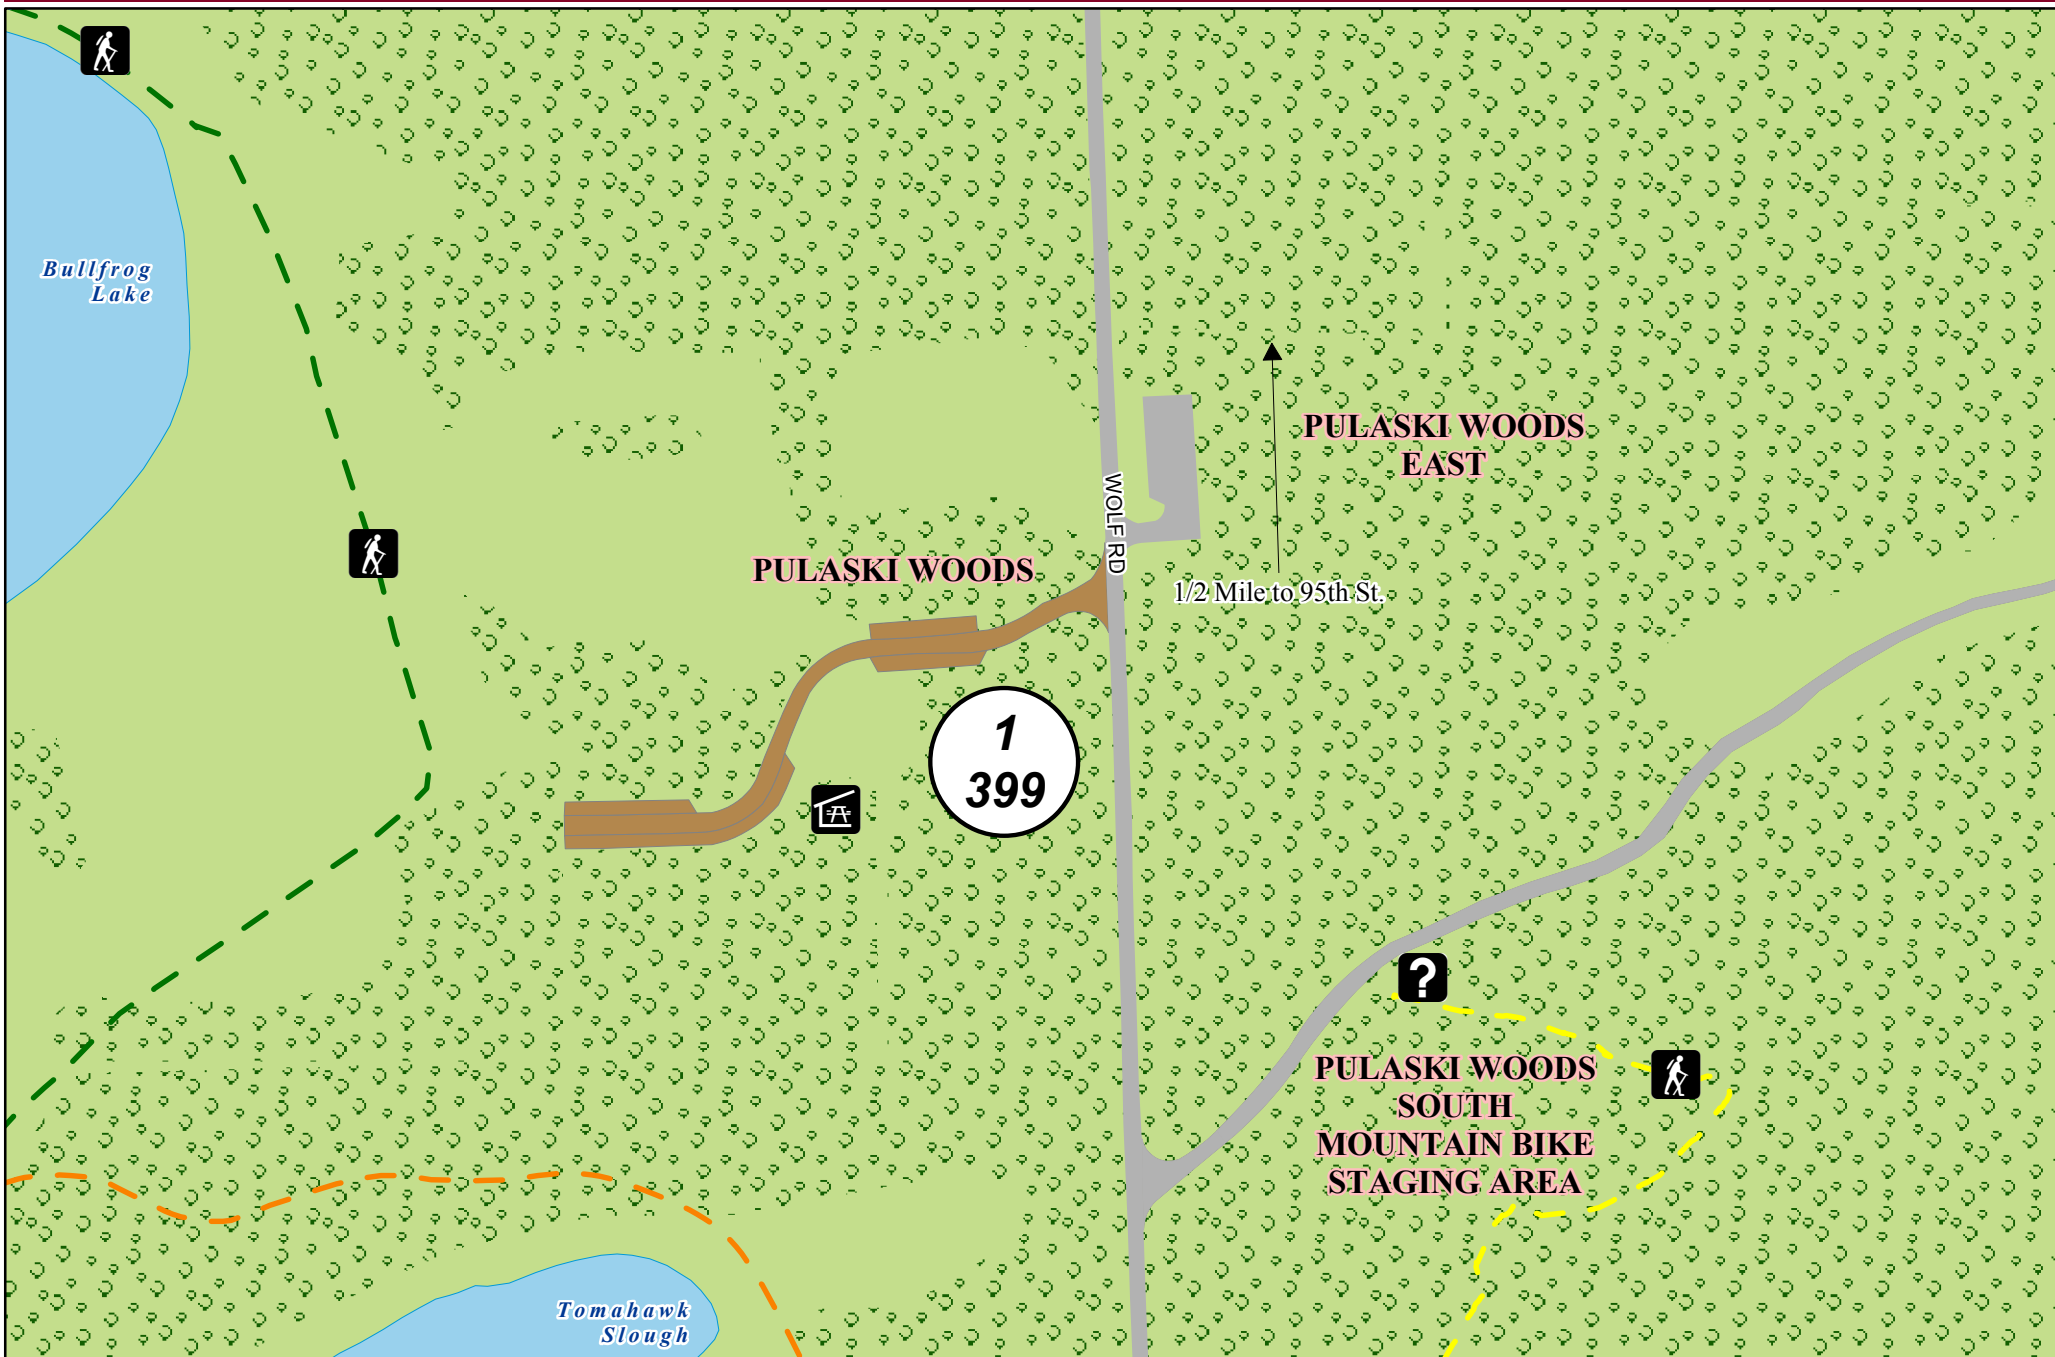 Bullfrog
Lake
PULASKI WOODS
EAST
WOLF RD
PULASKI WOODS
1/2 Mile to 95th St.
1
399
?
PULASKI WOODS
SOUTH
MOUNTAIN BIKE
STAGING AREA
Tomahawk
Slough